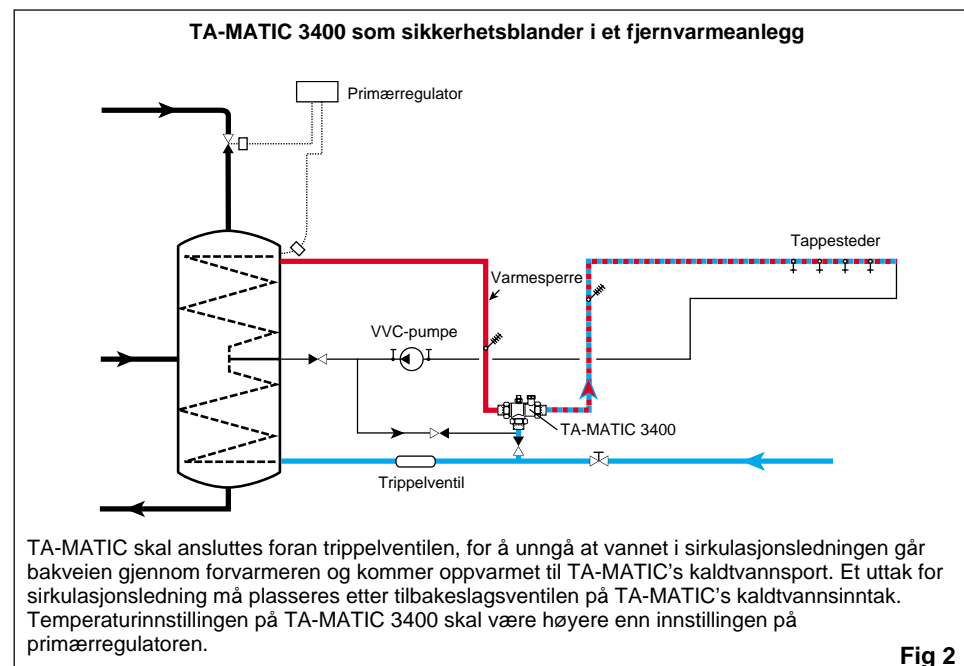 TA-MATIC 3400 som sikkerhetsblander i et fjernvarmeanlegg
Primærregulator
Tappesteder
Varmesperre
VVC-pumpe
TA-MATIC 3400
Trippelventil
TA-MATIC skal ansluttes foran trippelventilen, for å unngå at vannet i sirkulasjonsledningen går
bakveien gjennom forvarmeren og kommer oppvarmet til TA-MATIC's kaldtvannsport. Et uttak for
sirkulasjonsledning må plasseres etter tilbakeslagsventilen på TA-MATIC's kaldtvannsinntak.
Temperaturinnstillingen på TA-MATIC 3400 skal være høyere enn innstillingen på
primærregulatoren.
Fig 2